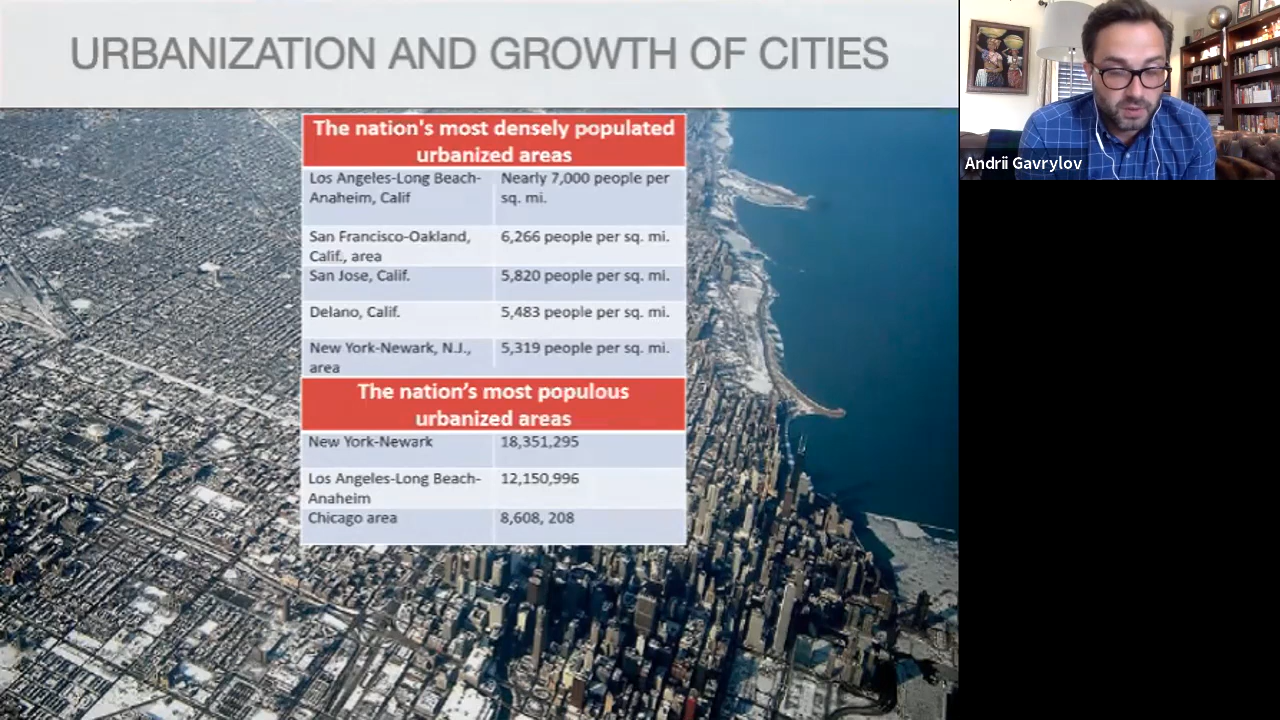 URBANIZATION AND GROWTH OF CITIES
The nation's most densely populated
urbanized areas
Los Angeles-Long Beach-
Anaheim, Calif
Nearly 7,000 people per
sq. mi.
San Francisco-Oakland,
Calif., area
6,266 people per sq. mi.
San Jose, Calif.
5,820 people per sq. mi.
Delano, Calif.
5,483 people per sq. mi.
New York-Newark, N.J.,
area
5,319 people per sq. mi.
The nation’s most populous
urbanized areas
New York-Newark
18,351,295
Los Angeles-Long Beach-
Anaheim
12,150,996
Chicago area
8,608, 208
Andrii Gavrylov